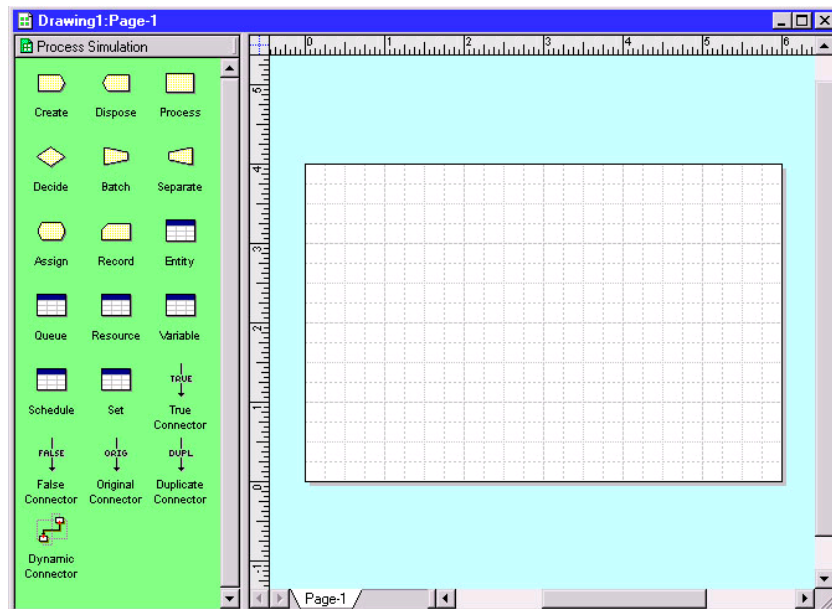 Drawing1:Page-1
Process Simulation
Create Dispose Process
Decide Batch Separate
Assign Record Entity
Queue Resource Variable
TRUE
Schedule Set True Connector
FALSE ORIG DUPL
False Connector Original Connector Duplicate Connector
Dynamic Connector
0 1 2 3 4 5 6
5
4
3
2
1
0
-1
Page-1